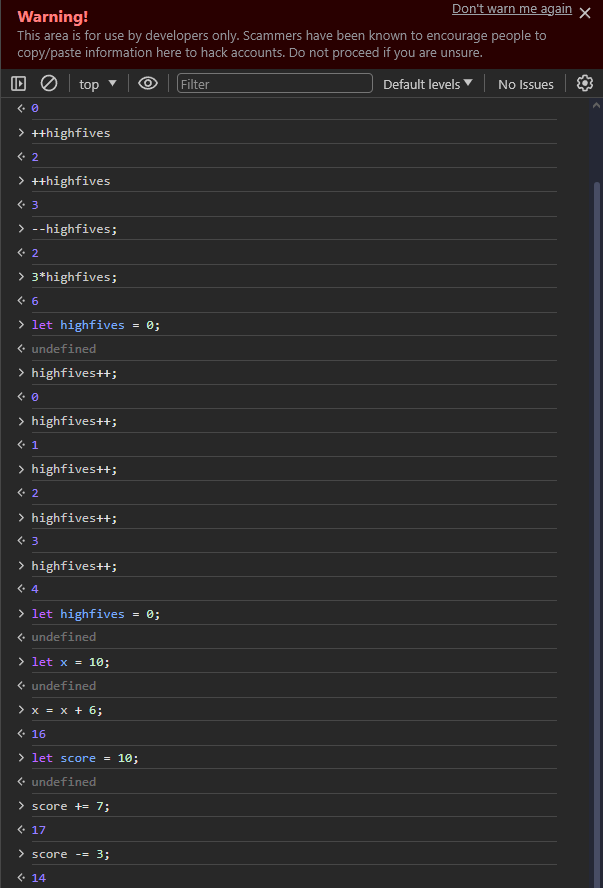 Don't warn me again
Warning!
This area is for use by developers only. Scammers have been known to encourage people to
copy/paste information here to hack accounts. Do not proceed if you are unsure.
top Filter Default levels No Issues
0
++highfives
2
++highfives
3
--highfives;
2
3*highfives;
6
let highfives = 0;
undefined
highfives++;
0
highfives++;
1
highfives++;
2
highfives++;
3
highfives++;
4
let highfives = 0;
undefined
let x = 10;
undefined
x = x + 6;
16
let score = 10;
undefined
score += 7;
17
score -= 3;
14